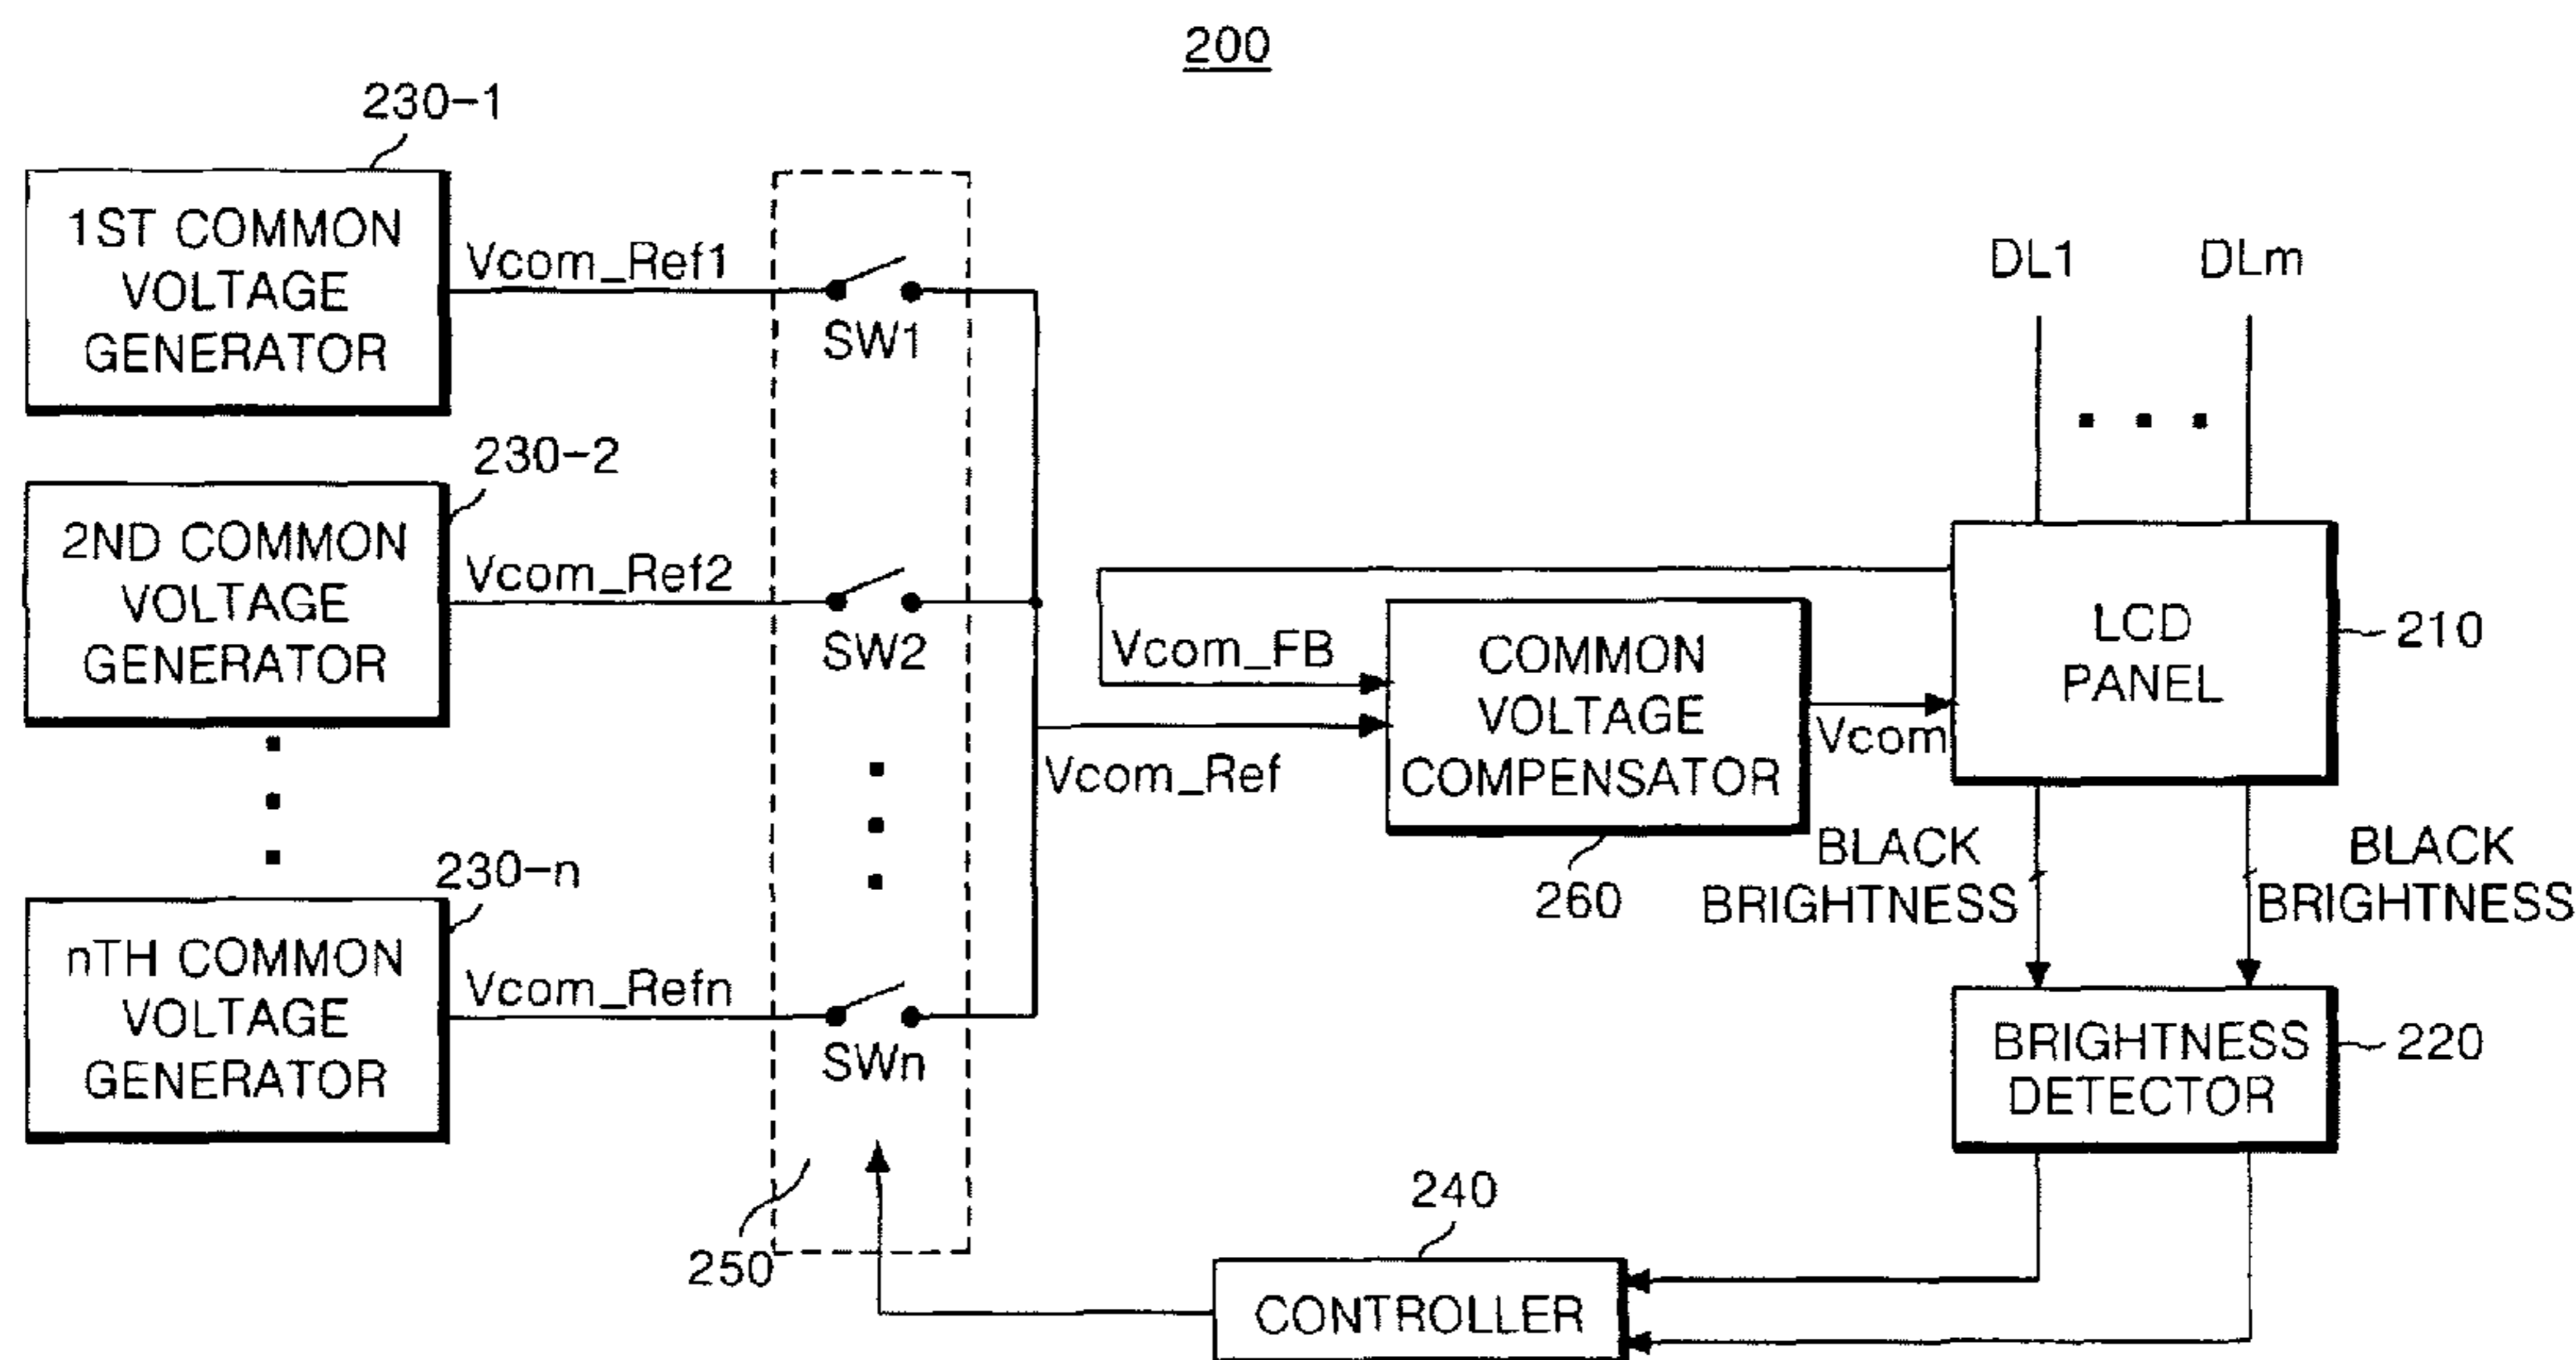 200
230-1
1ST COMMON
VOLTAGE
GENERATOR
Vcom_Ref1
SW1
DL1
DLm
230-2
2ND COMMON
VOLTAGE
GENERATOR
Vcom_Ref2
SW2
Vcom_FB
COMMON
VOLTAGE
COMPENSATOR
260
Vcom_Ref
Vcom
LCD
PANEL
210
BLACK
BRIGHTNESS
BLACK
BRIGHTNESS
230-n
nTH COMMON
VOLTAGE
GENERATOR
Vcom_Refn
SWn
BRIGHTNESS
DETECTOR
220
250
240
CONTROLLER